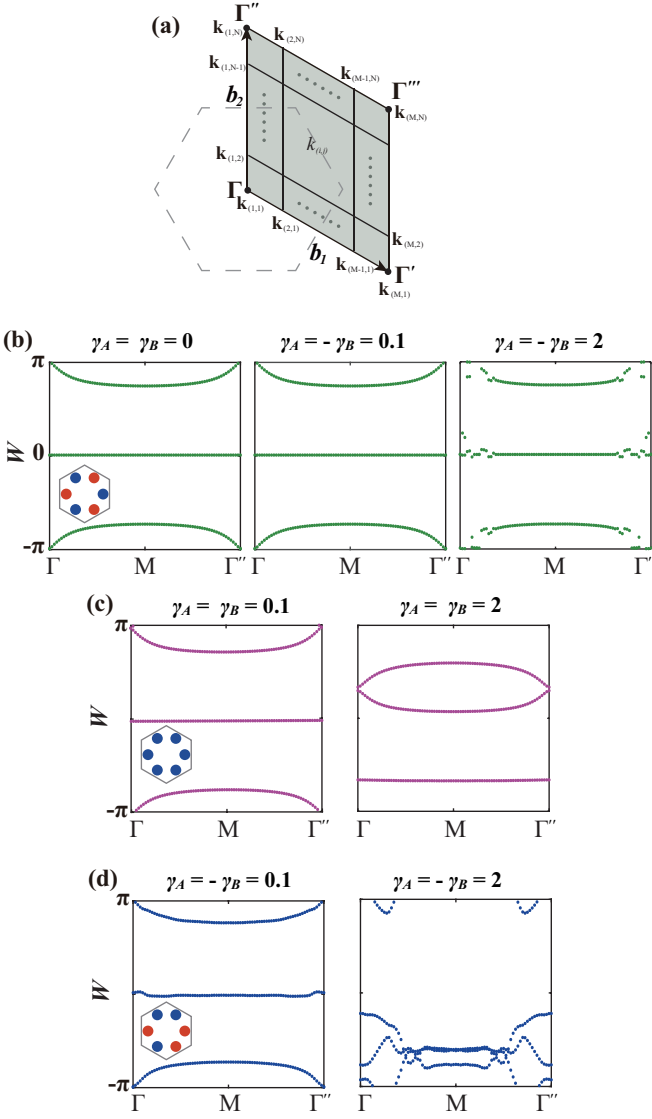 (a)
Γ''
k(1,N)
k(2,N)
k(1,N-1)
k(M-1,N)
Γ'''
k(M,N)
b2
k(i,j)
k(1,2)
Γ
k(1,1)
k(2,1)
k(M,2)
b1
k(M-1,1)
Γ'
k(M,1)
(b)
γA = γB = 0
γA = - γB = 0.1
γA = - γB = 2
π
W
0
-π
Γ M Γ''
Γ M Γ''
Γ M Γ'
(c)
γA = γB = 0.1
γA = γB = 2
π
W
-π
Γ M Γ''
Γ M Γ''
(d)
γA = - γB = 0.1
γA = - γB = 2
π
W
-π
Γ M Γ''
Γ M Γ''